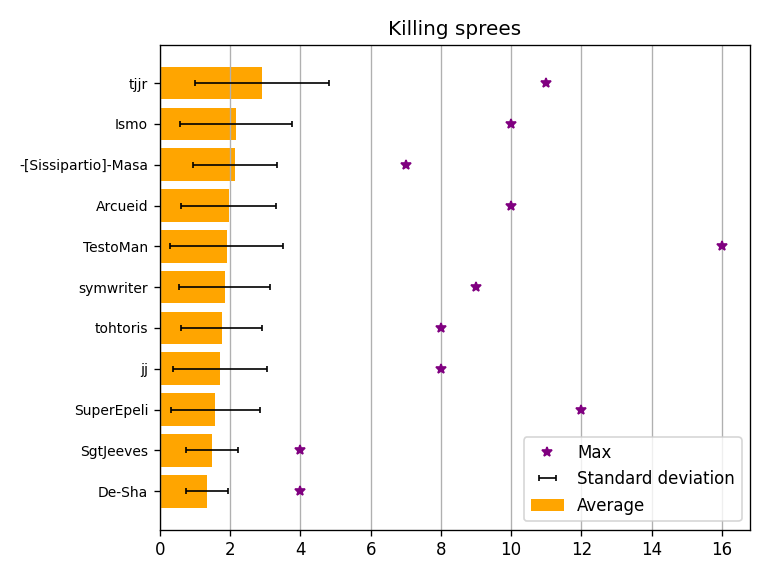 Killing sprees
tjjr
Ismo
-[Sissipartio]-Masa
Arcueid
TestoMan
symwriter
tohtoris
jj
SuperEpeli
SgtJeeves
De-Sha
Max
Standard deviation
Average
0 2 4 6 8 10 12 14 16